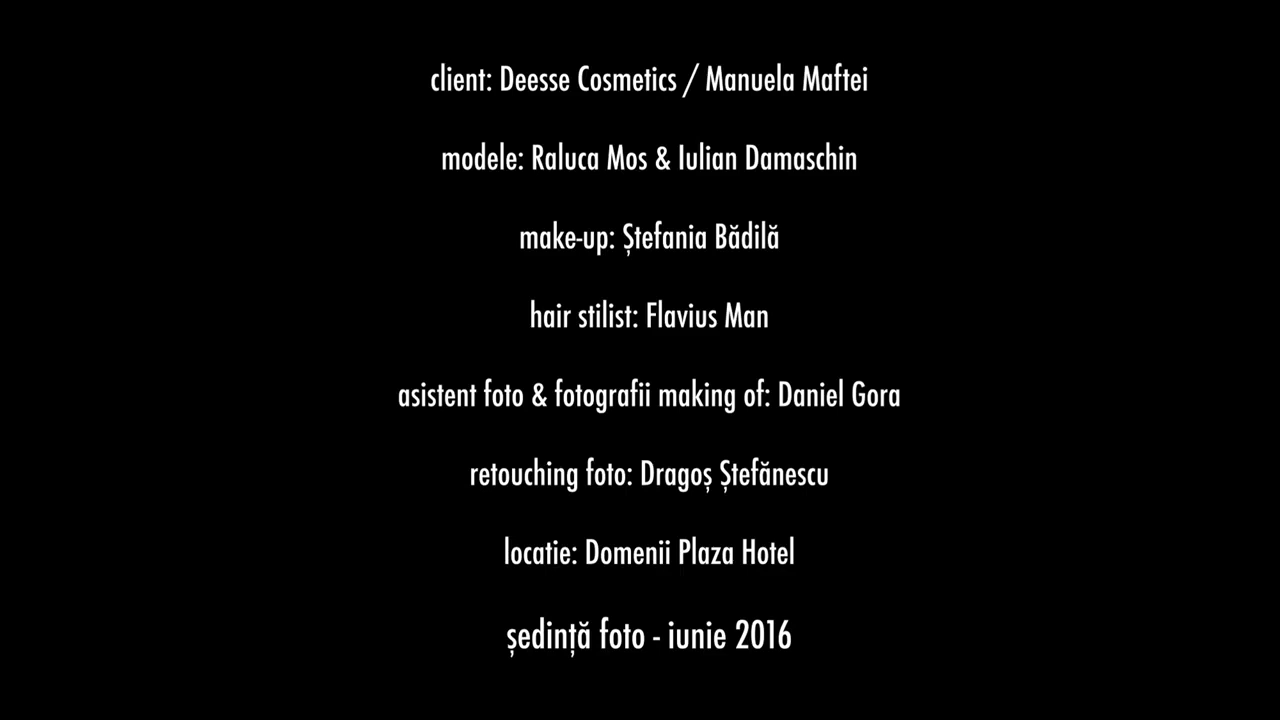 client: Deesse Cosmetics / Manuela Maftei
modele: Raluca Mos & Iulian Damaschin
make-up: Ștefania Bădilă
hair stilist: Flavius Man
asistent foto & fotografii making of: Daniel Gora
retouching foto: Dragoș Ștefănescu
locatie: Domenii Plaza Hotel
ședință foto - iunie 2016